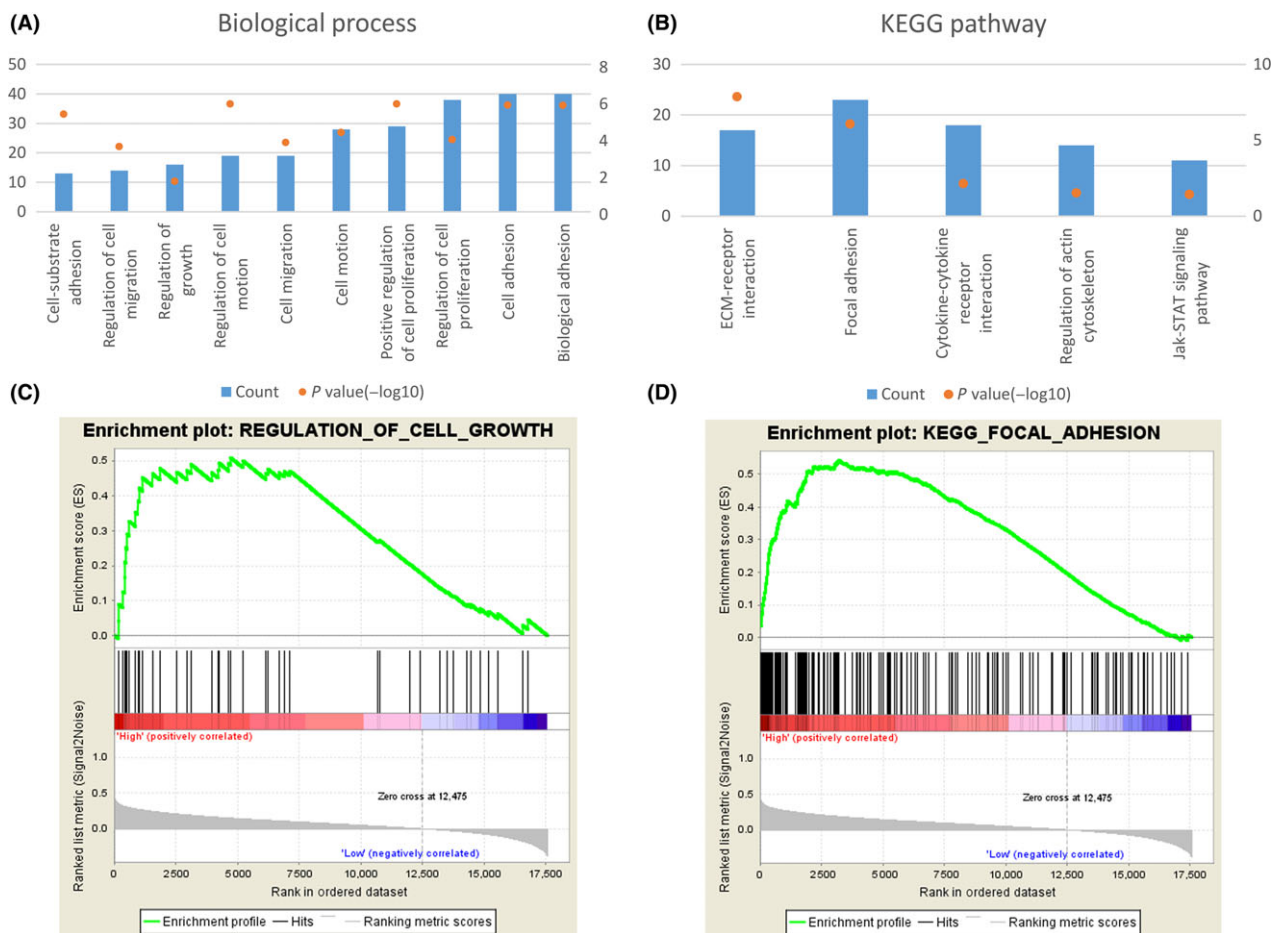 (A)
Biological process
50
40
30
20
10
0
8
6
4
2
0
Cell-substrate
adhesion
Regulation of cell
migration
Regulation of
growth
Regulation of cell
motion
Cell migration
Cell motion
Positive regulation
of cell proliferation
Regulation of cell
proliferation
Cell adhesion
Biological adhesion
Count
P value(−log10)
(B)
KEGG pathway
30
20
10
0
10
5
0
ECM-receptor
interaction
Focal adhesion
Cytokine-cytokine
receptor
interaction
Regulation of actin
cytoskeleton
Jak-STAT signaling
pathway
Count
P value(−log10)
(C)
Enrichment plot: REGULATION_OF_CELL_GROWTH
Enrichment score (ES)
0.5
0.4
0.3
0.2
0.1
0.0
'High' (positively correlated)
Ranked list metric (Signal2Noise)
1.0
0.5
0.0
Zero cross at 12,475
'Low' (negatively correlated)
0
2500
5000
7500
10,000
12,500
15,000
17,500
Rank in ordered dataset
Enrichment profile
Hits
Ranking metric scores
(D)
Enrichment plot: KEGG_FOCAL_ADHESION
Enrichment score (ES)
0.5
0.4
0.3
0.2
0.1
0.0
'High' (positively correlated)
Ranked list metric (Signal2Noise)
1.0
0.5
0.0
Zero cross at 12,475
'Low' (negatively correlated)
0
2500
5000
7500
10,000
12,500
15,000
17,500
Rank in ordered dataset
Enrichment profile
Hits
Ranking metric scores